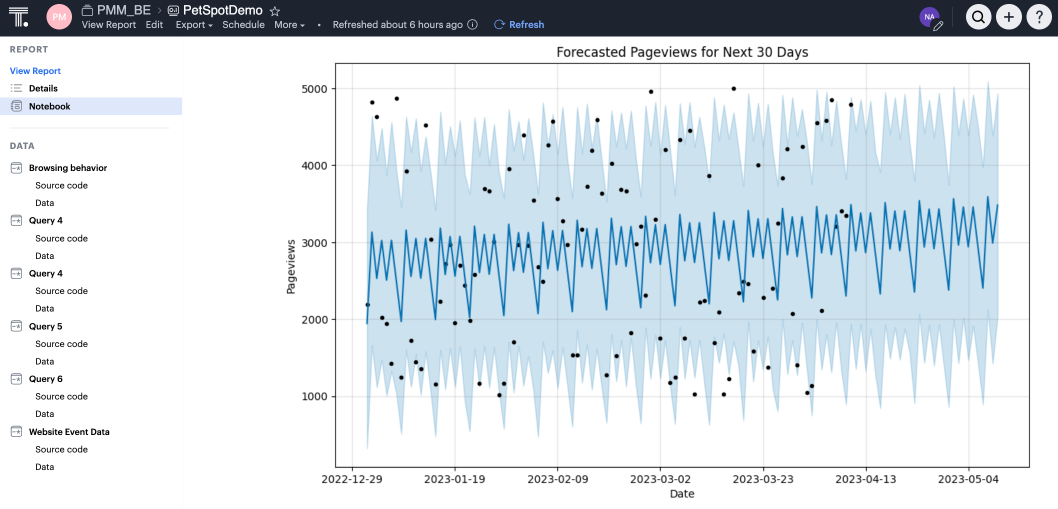 PMM_BE > PetSpotDemo
PM
View Report Edit Export Schedule More • Refreshed about 6 hours ago Refresh
NA
REPORT
View Report
Details
Notebook
DATA
Browsing behavior
Source code
Data
Query 4
Source code
Data
Query 4
Source code
Data
Query 5
Source code
Data
Query 6
Source code
Data
Website Event Data
Source code
Data
Forecasted Pageviews for Next 30 Days
Pageviews
5000
4000
3000
2000
1000
2022-12-29 2023-01-19 2023-02-09 2023-03-02 2023-03-23 2023-04-13 2023-05-04
Date